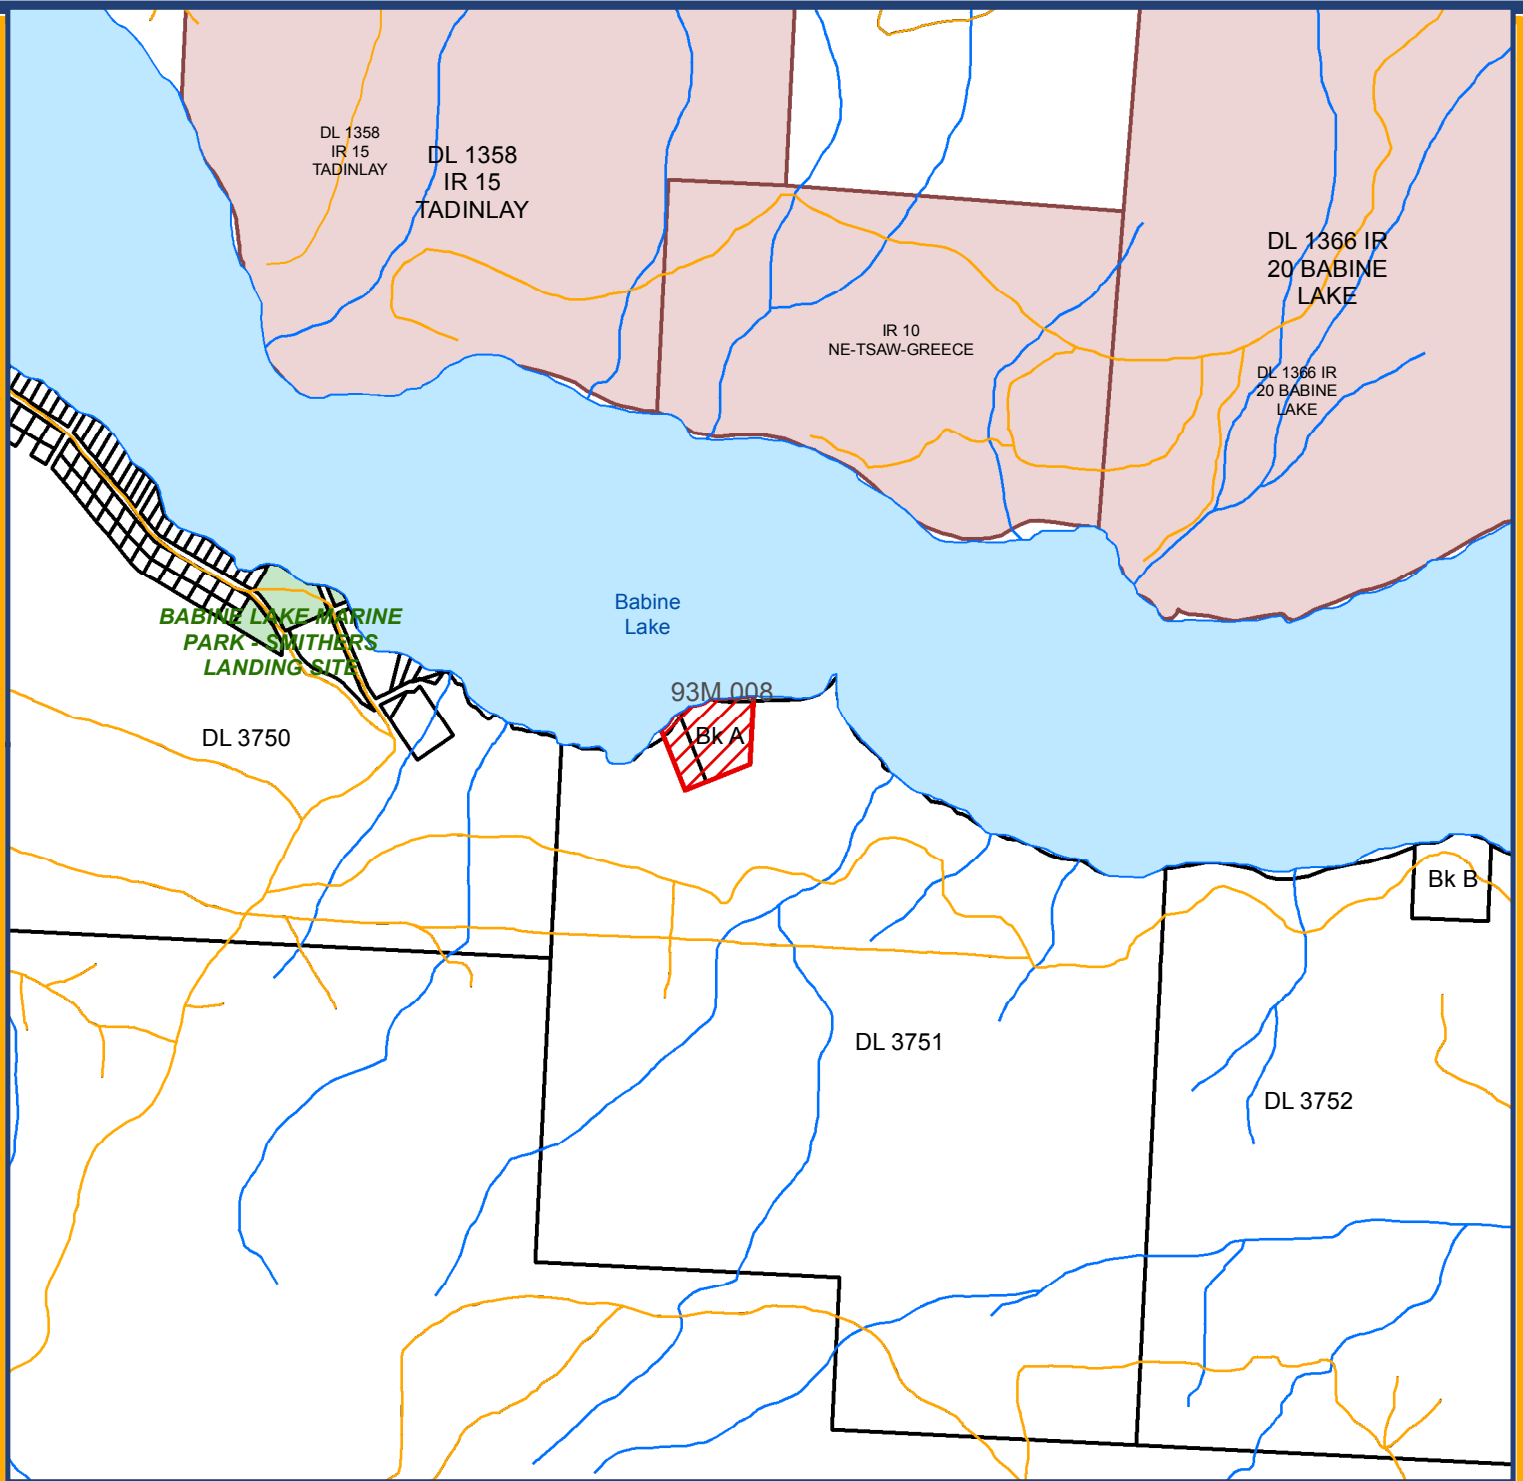 DL 1358
IR 15
TADINLAY
DL 1358
IR 15
TADINLAY
DL 1366 IR
20 BABINE
LAKE
IR 10
NE-TSAW-GREECE
DL 1366 IR
20 BABINE
LAKE
Babine
Lake
BABINE LAKE MARINE
PARK - SMITHERS
LANDING SITE
93M.008
Bk A
DL 3750
Bk B
DL 3751
DL 3752